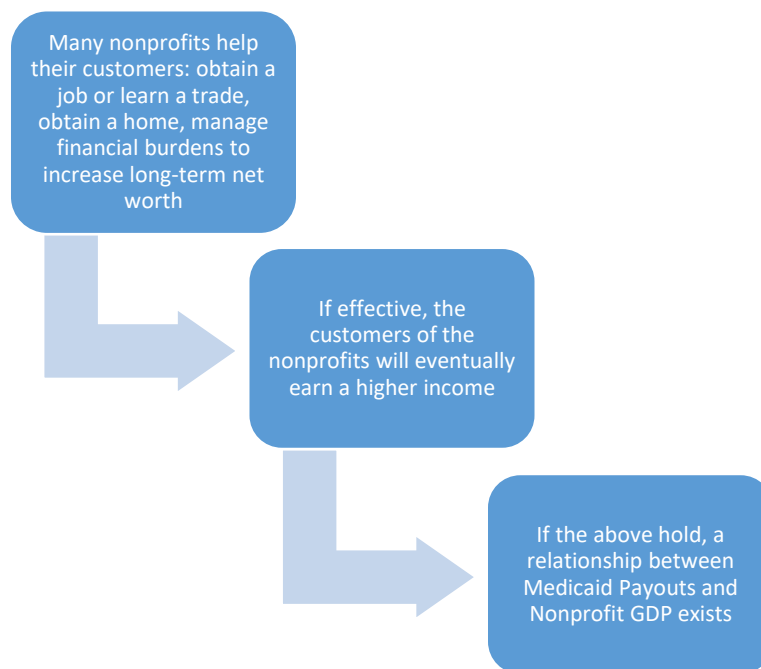 Many nonprofits help
their customers: obtain a
job or learn a trade,
obtain a home, manage
financial burdens to
increase long-term net
worth
If effective, the
customers of the
nonprofits will eventually
earn a higher income
If the above hold, a
relationship between
Medicaid Payouts and
Nonprofit GDP exists